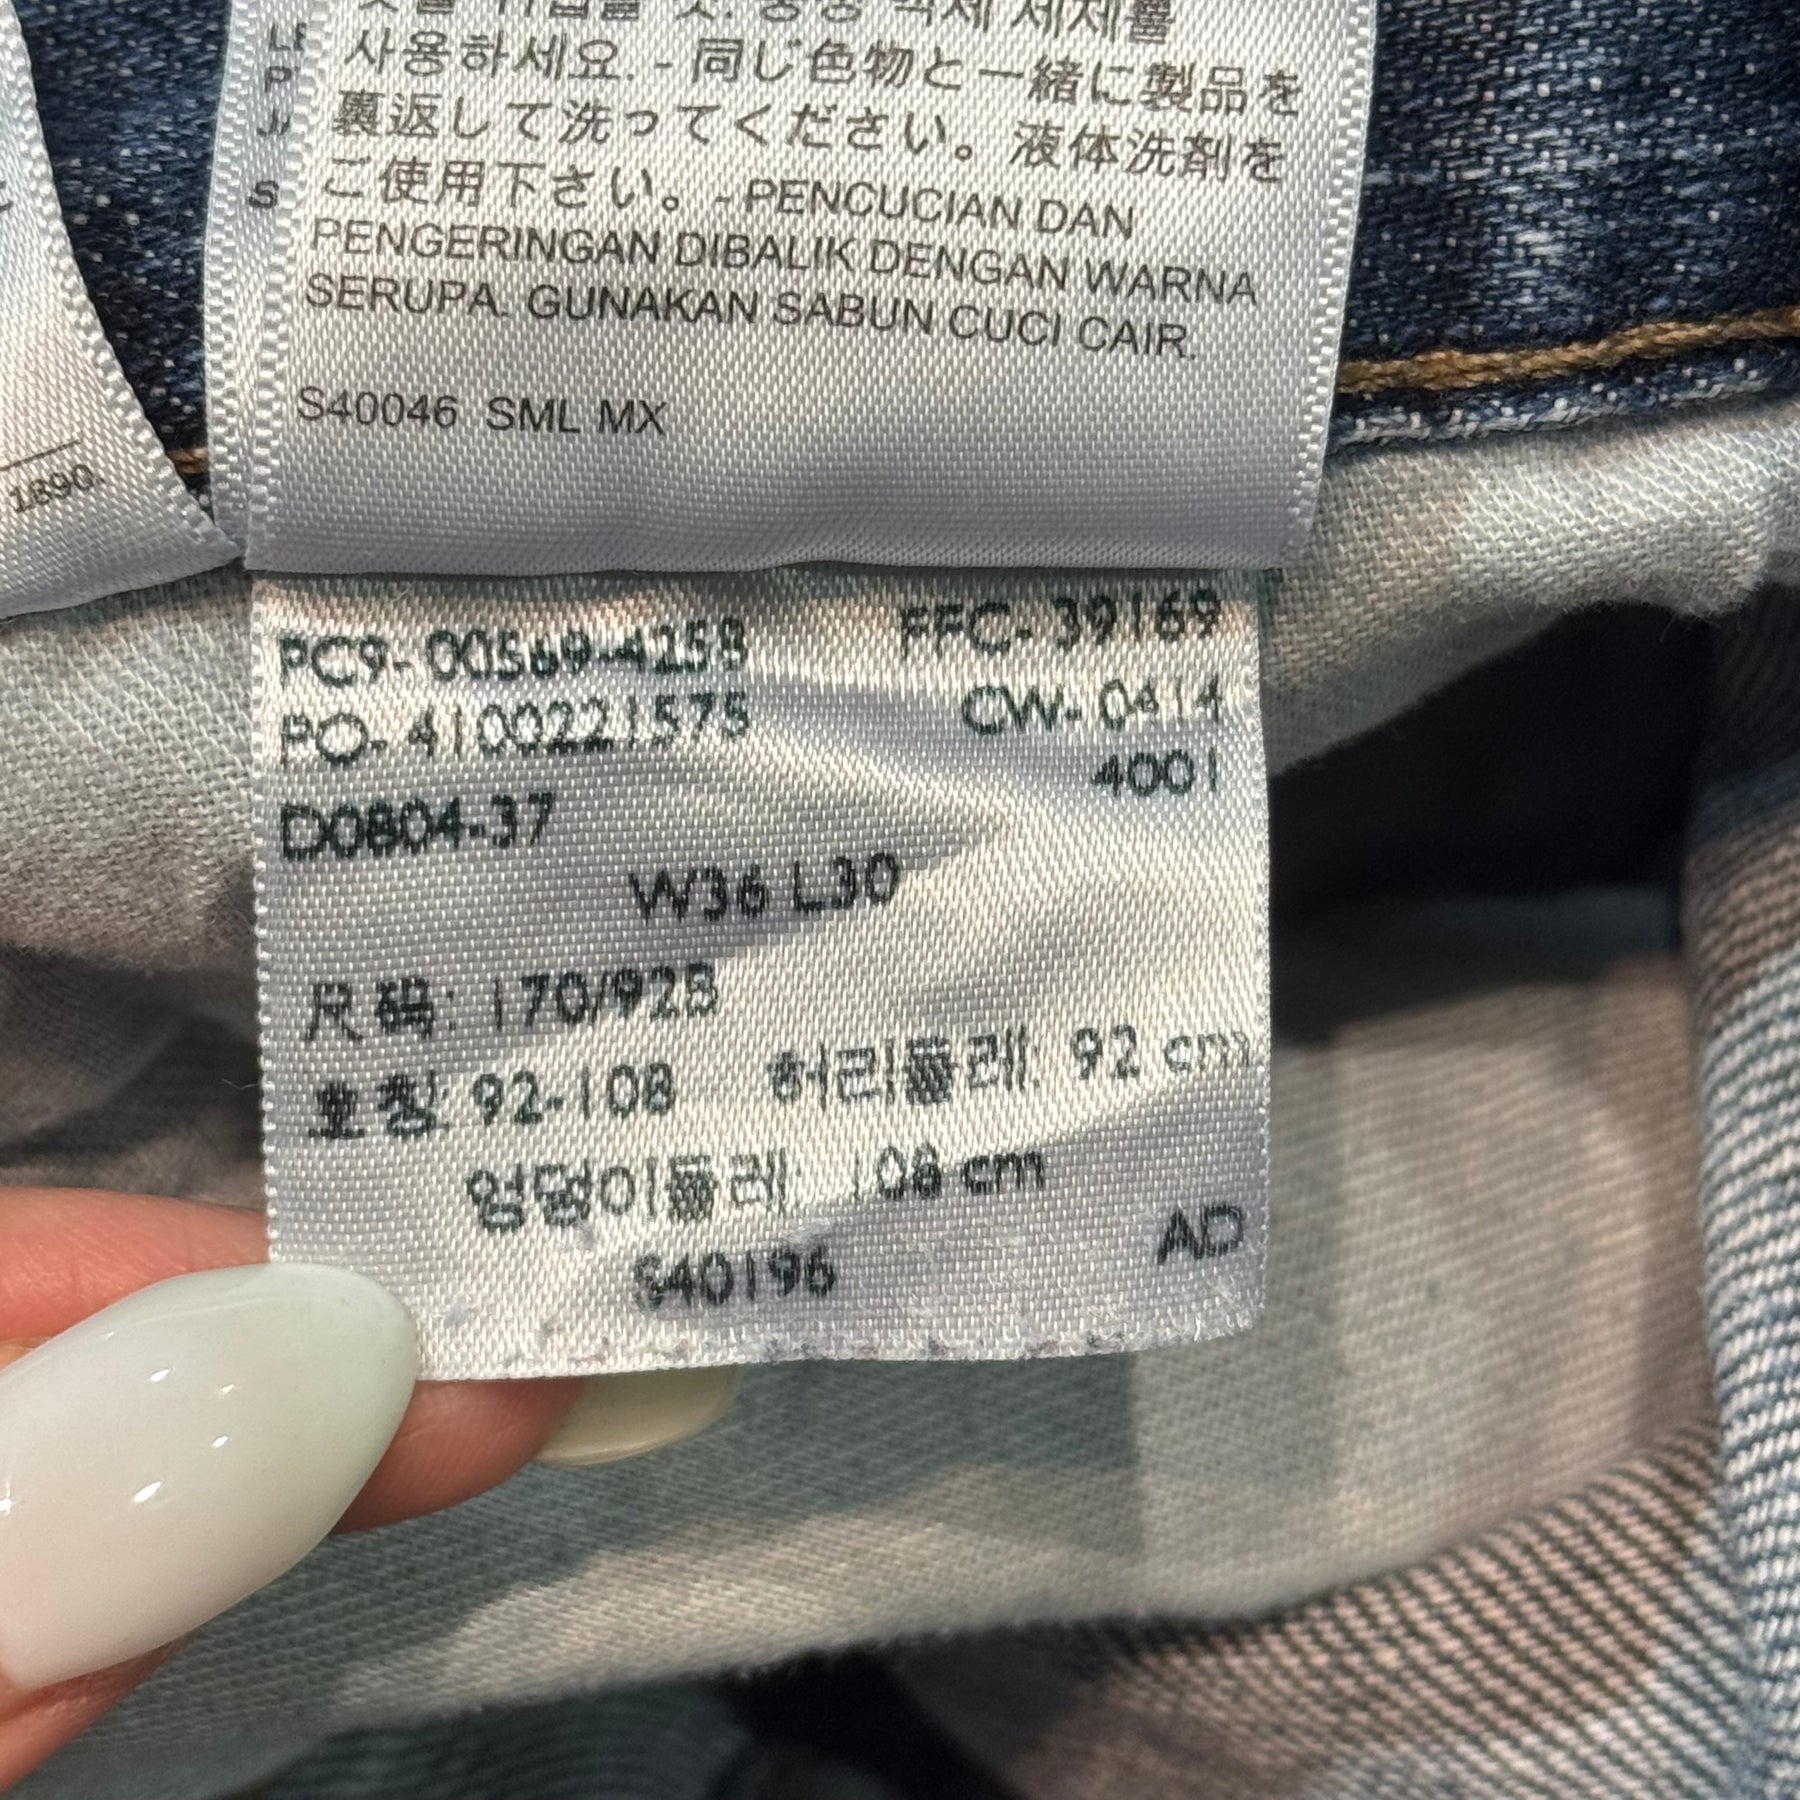 사용하세요. - 同じ色物と一緒に製品を
裏返して洗ってください。液体洗剤を
ご使用下さい。- PENCUCIAN DAN
PENGERINGAN DIBALIK DENGAN WARNA
SERUPA. GUNAKAN SABUN CUCI CAIR.
S40046 SML MX
1890.
PC9- 00569-4258 FFC- 39169
PO- 4100221575 CW- 0414
4001
D0804-37
W36 L30
尺码: 170/92B
호칭: 92-108 허리둘레: 92 cm
엉덩이둘레: 108 cm
S40196
AD